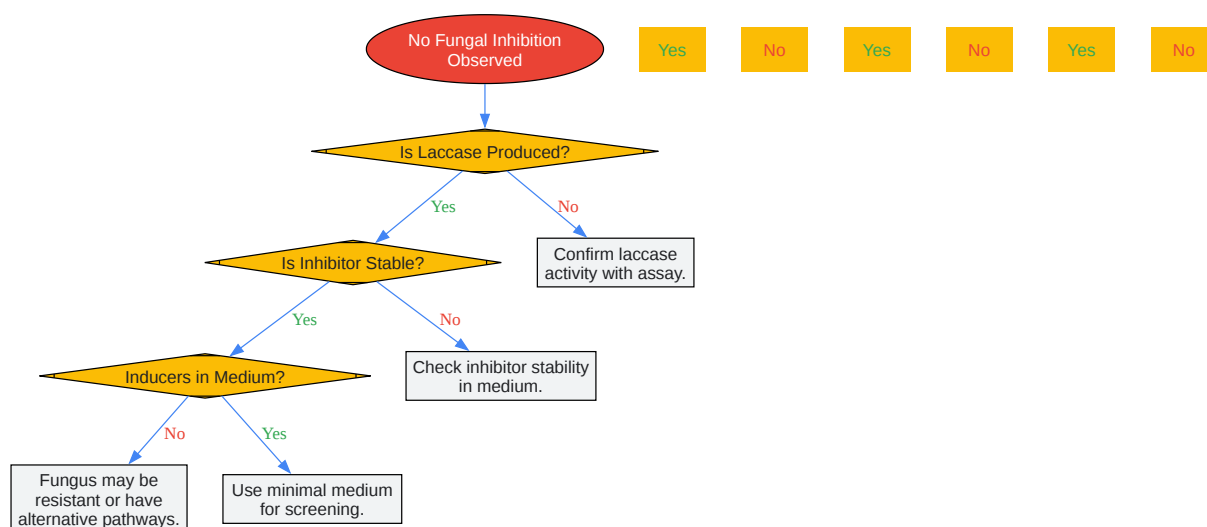 No Fungal Inhibition
Observed
Yes
No
Yes
No
Yes
No
Is Laccase Produced?
Yes
No
Is Inhibitor Stable?
Confirm laccase
activity with assay.
Yes
No
Inducers in Medium?
Check inhibitor stability
in medium.
No
Yes
Fungus may be
resistant or have
alternative pathways.
Use minimal medium
for screening.